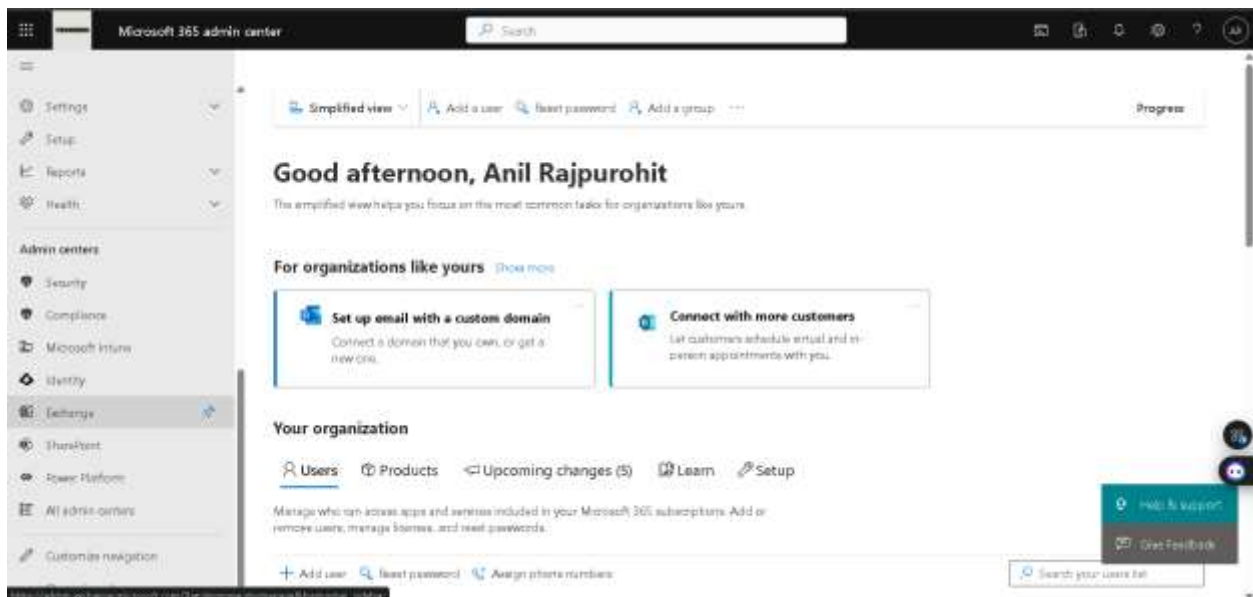 Microsoft 365 admin center
Search
AR
Settings
Setup
Reports
Health
Admin centers
Security
Compliance
Microsoft Intune
Identity
Exchange
SharePoint
Power Platform
All admin centers
Customize navigation
Simplified view
Add a user
Reset password
Add a group
Progress
Good afternoon, Anil Rajpurohit
The simplified view helps you focus on the most common tasks for organizations like yours.
For organizations like yours Show more
Set up email with a custom domain
Connect a domain that you own, or get a
new one.
Connect with more customers
Let customers schedule virtual and in-
person appointments with you.
Your organization
Users
Products
Upcoming changes (5)
Learn
Setup
Manage who can access apps and services included in your Microsoft 365 subscriptions. Add or
remove users, manage licenses, and reset passwords.
Add user
Reset password
Assign phone numbers
Search your users list
Help & support
Give Feedback